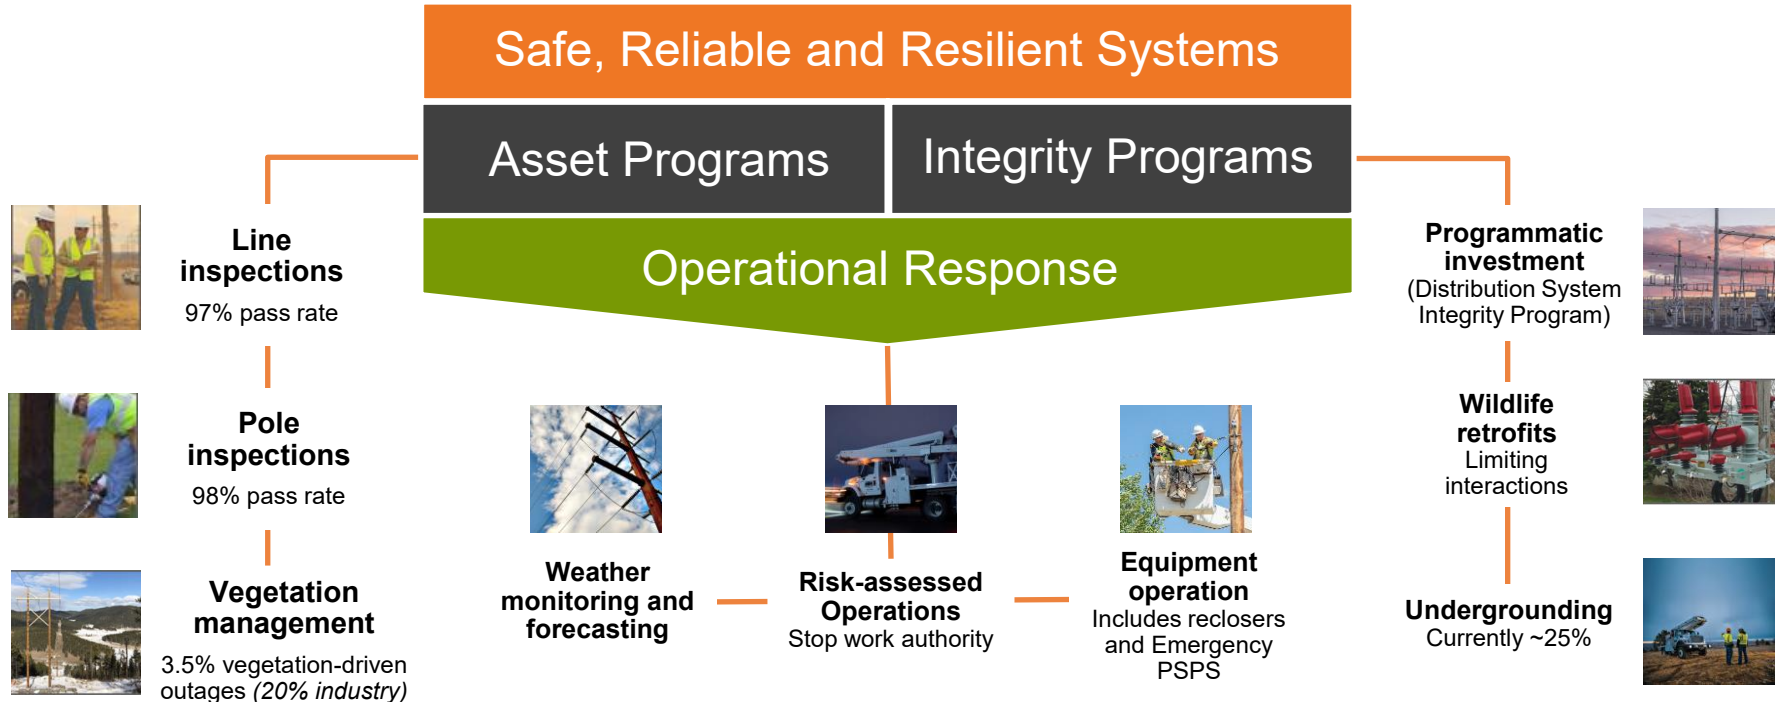 Safe, Reliable and Resilient Systems
Asset Programs
Integrity Programs
Operational Response
Line
inspections
97% pass rate
Pole
inspections
98% pass rate
Vegetation
management
3.5% vegetation-driven
outages (20% industry)
Weather
monitoring and
forecasting
Risk-assessed
Operations
Stop work authority
Equipment
operation
Includes reclosers
and Emergency
PSPS
Programmatic
investment
(Distribution System
Integrity Program)
Wildlife
retrofits
Limiting
interactions
Undergrounding
Currently ~25%